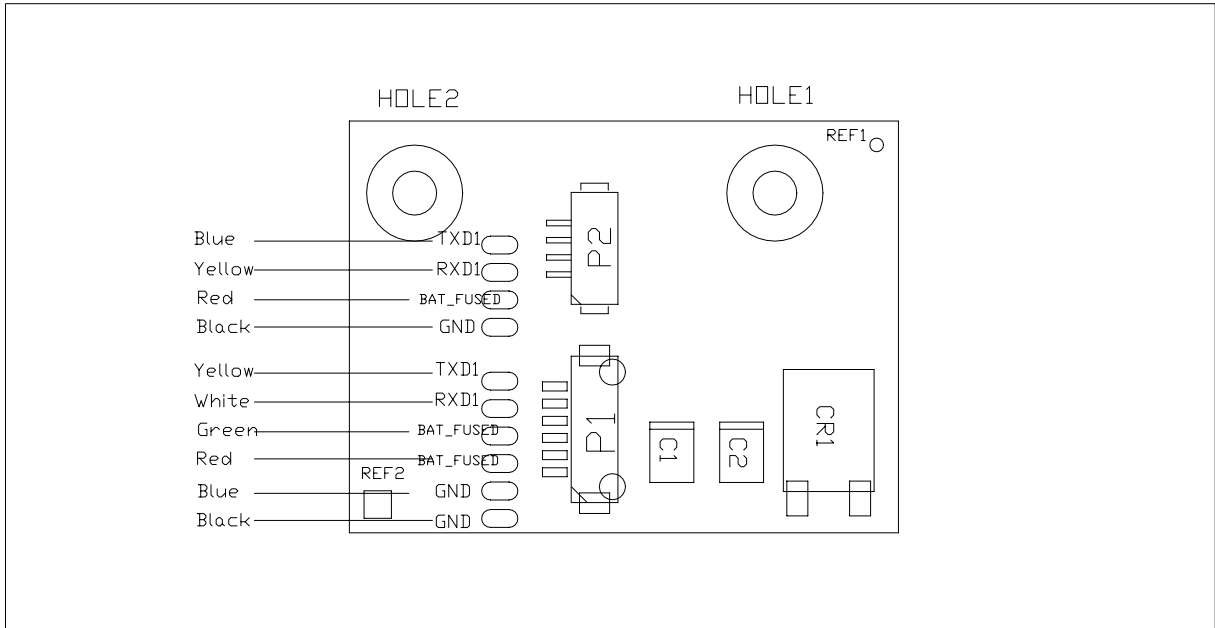 HOLE2 HOLE1
REF1
Blue TXD1
Yellow RXD1
Red BAT_FUSED
Black GND
P2
Yellow TXD1
White RXD1
Green BAT_FUSED
Red BAT_FUSED
REF2
Blue GND
Black GND
P1
C1
C2
CR1